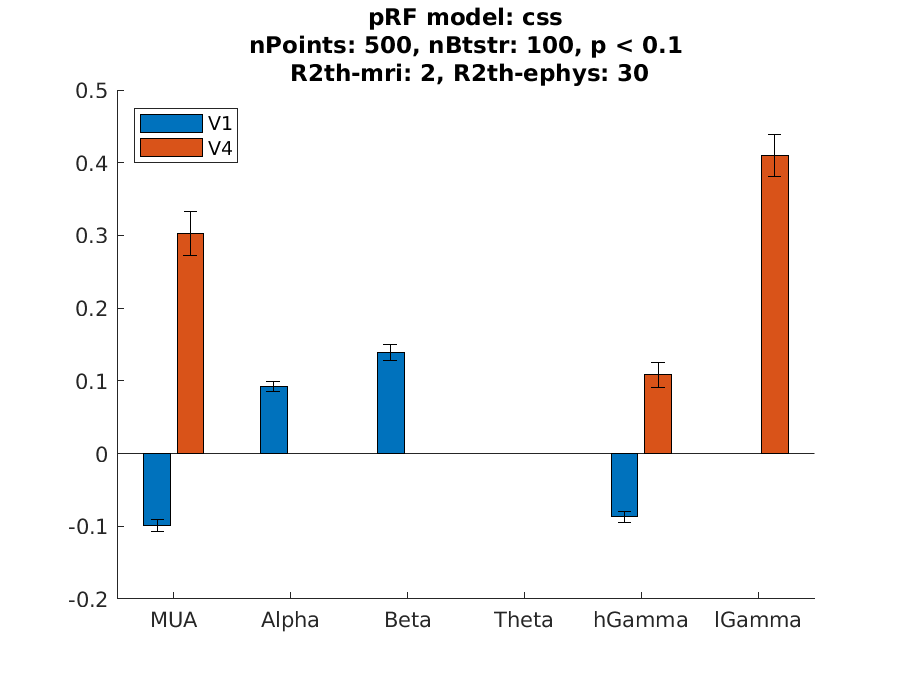 pRF model: css
nPoints: 500, nBtstr: 100, p < 0.1
R2th-mri: 2, R2th-ephys: 30
0.5
V1
V4
0.4
0.3
0.2
0.1
0
-0.1
-0.2
MUA Alpha Beta Theta hGamma lGamma